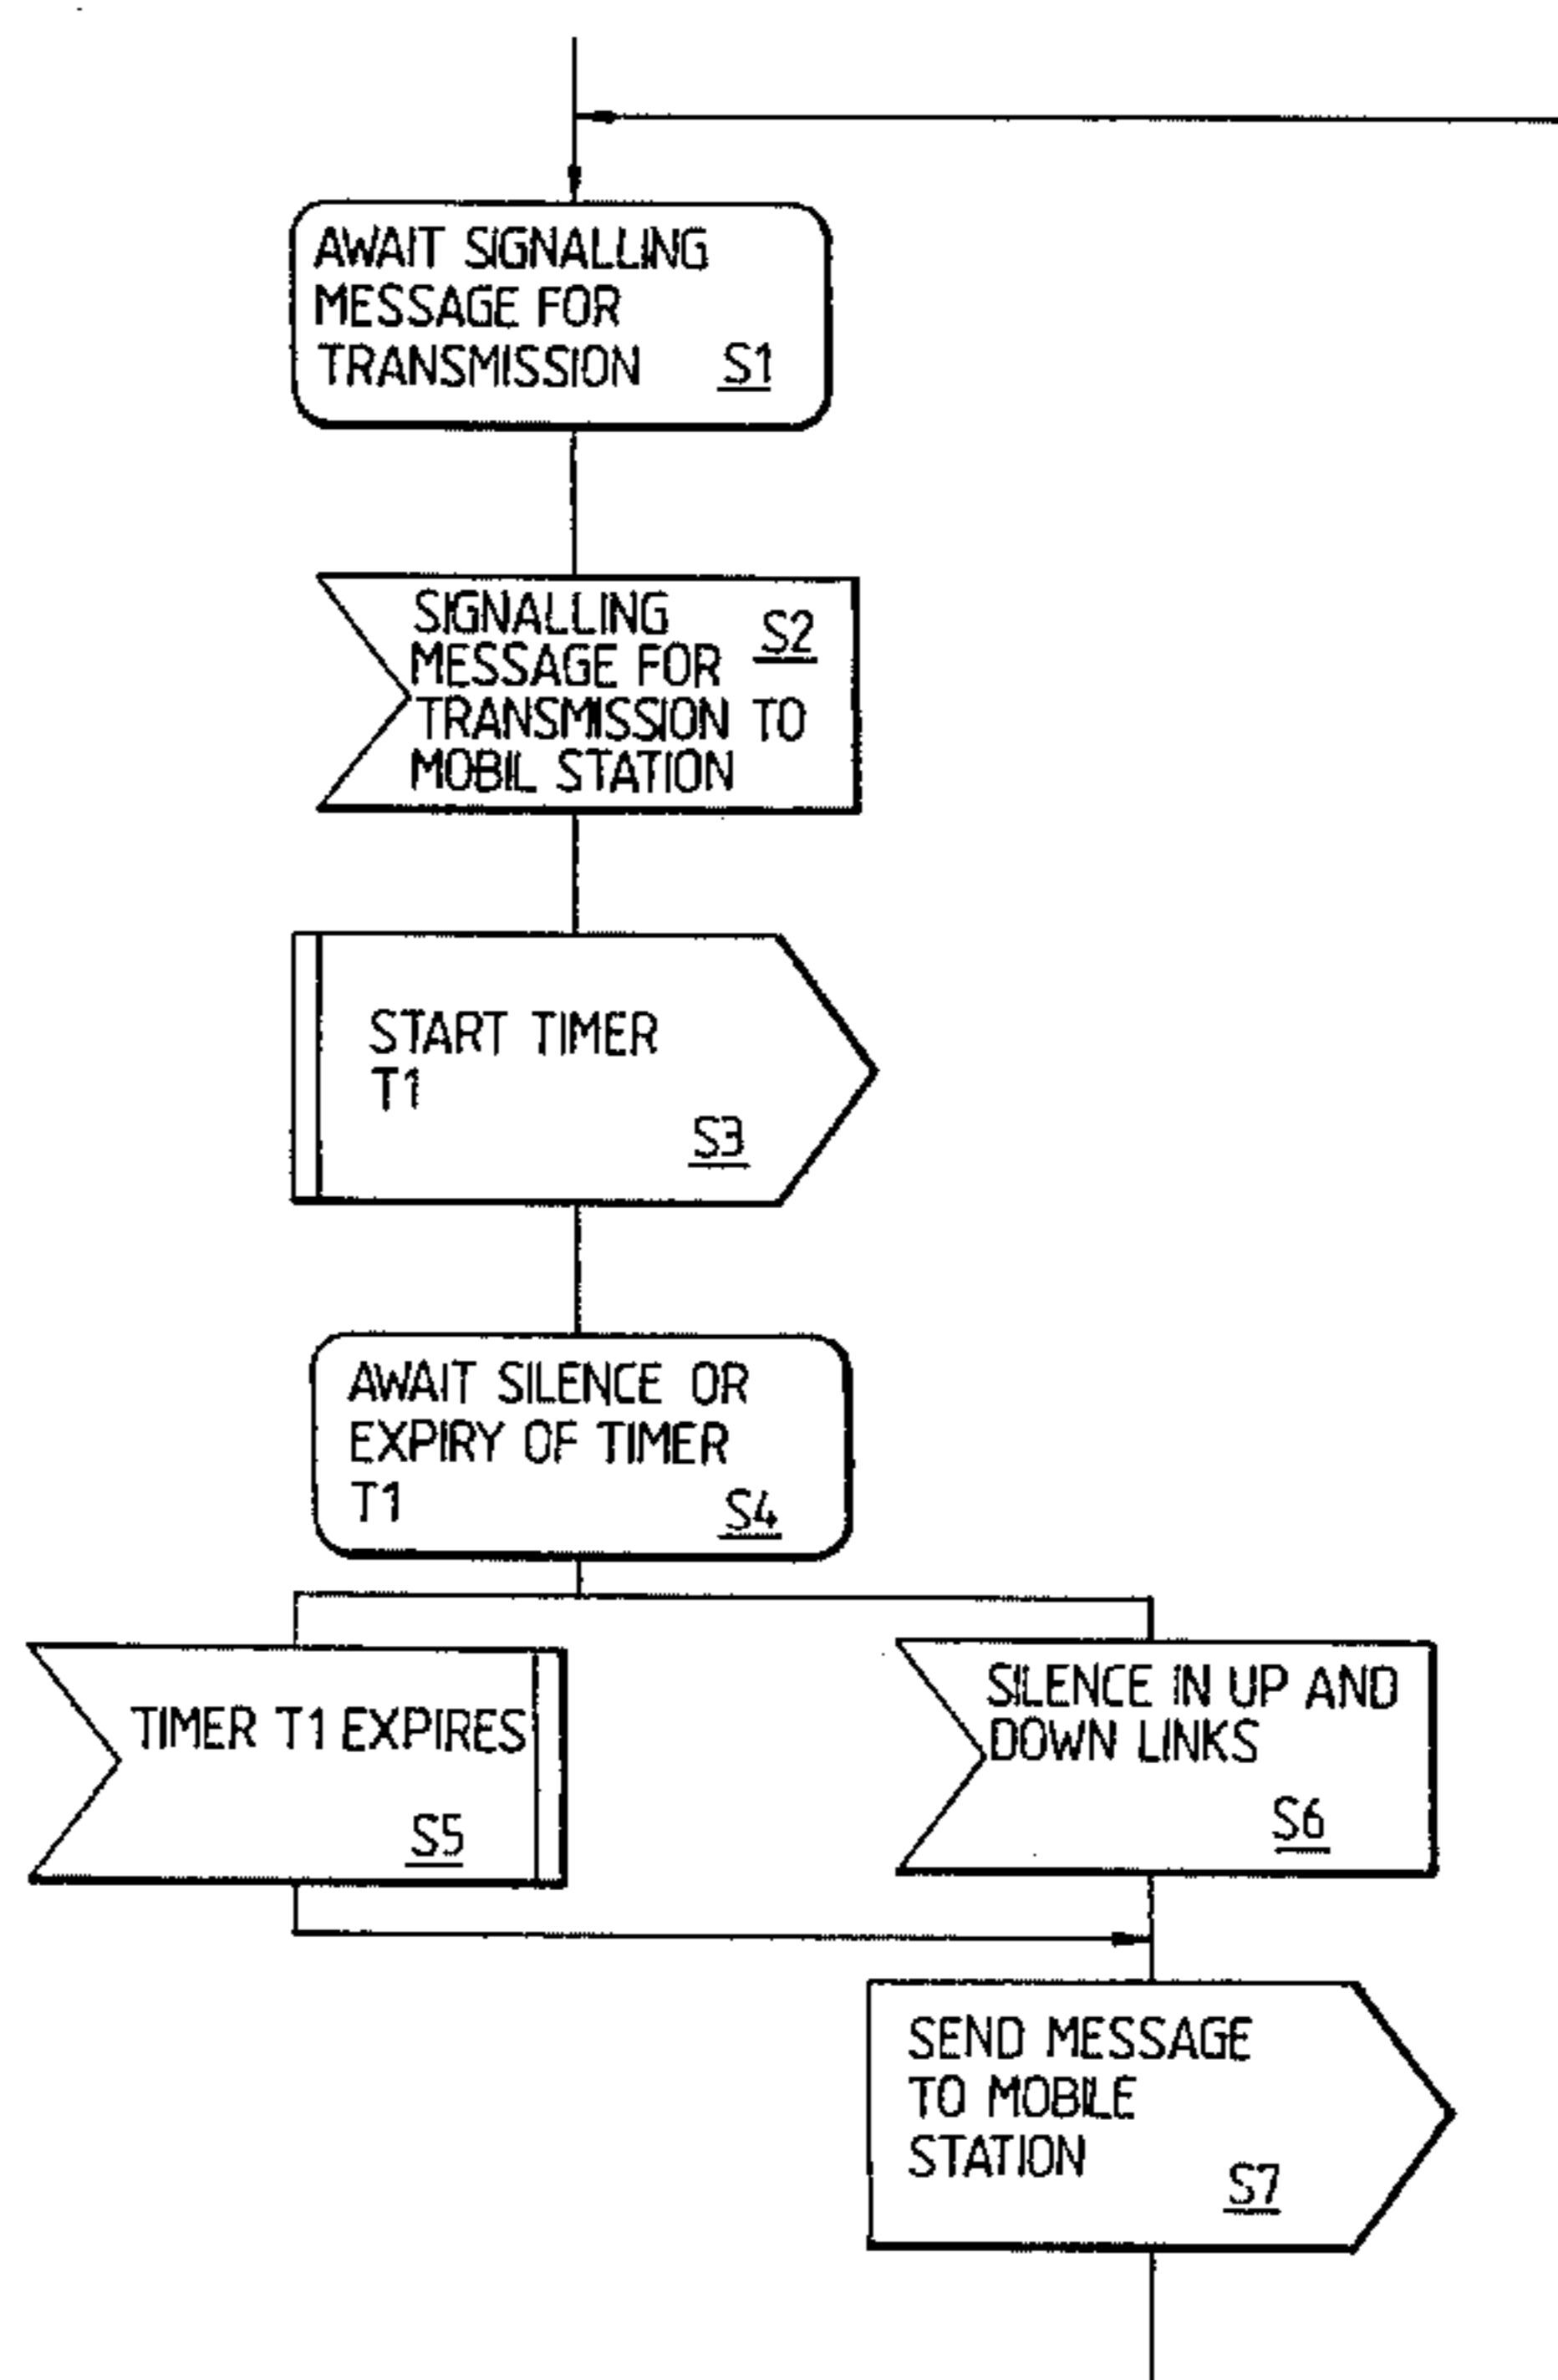 AWAIT SIGNALLING
MESSAGE FOR
TRANSMISSION S1
SIGNALLING S2
MESSAGE FOR
TRANSMISSION TO
MOBIL STATION
START TIMER
T1
S3
AWAIT SILENCE OR
EXPIRY OF TIMER
T1 S4
TIMER T1 EXPIRES
S5
SILENCE IN UP AND
DOWN LINKS
S6
SEND MESSAGE
TO MOBILE
STATION
S7